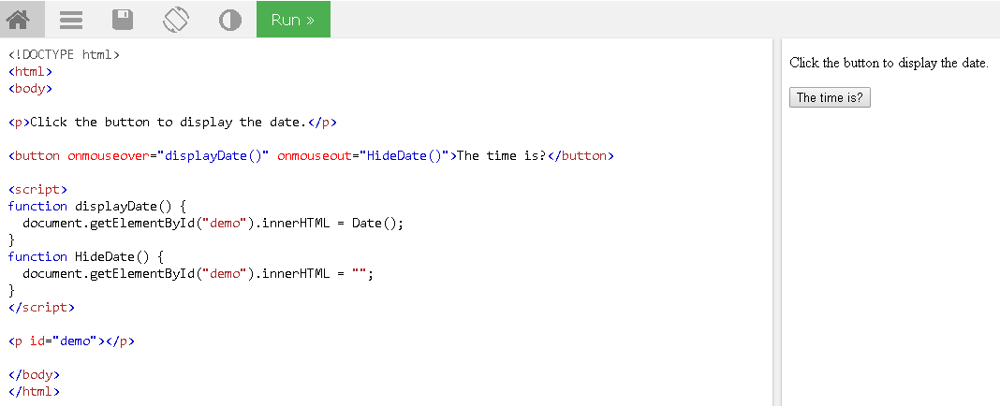 Run »
<!DOCTYPE html>
<html>
<body>
<p>Click the button to display the date.</p>
<button onmouseover="displayDate()" onmouseout="HideDate()">The time is?</button>
<script>
function displayDate() {
  document.getElementById("demo").innerHTML = Date();
}
function HideDate() {
  document.getElementById("demo").innerHTML = "";
}
</script>
<p id="demo"></p>
</body>
</html>
Click the button to display the date.
The time is?